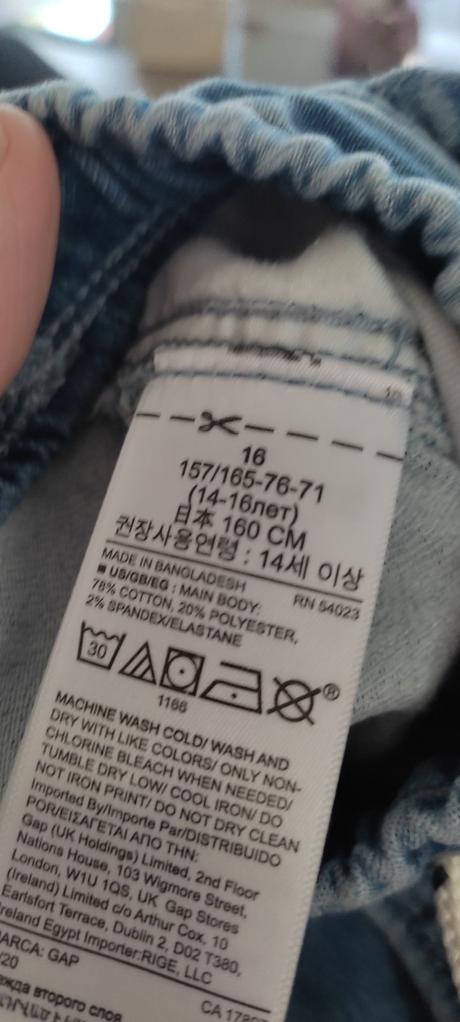 16
157/165-76-71
(14-16лет)
日本 160 CM
권장사용연령 : 14세 이상
MADE IN BANGLADESH RN 54023
■ US/GB/EG : MAIN BODY:
78% COTTON, 20% POLYESTER,
2% SPANDEX/ELASTANE
30 ®
1166
MACHINE WASH COLD/ WASH AND
DRY WITH LIKE COLORS/ ONLY NON-
CHLORINE BLEACH WHEN NEEDED/
TUMBLE DRY LOW/ COOL IRON/ DO
NOT IRON PRINT/ DO NOT DRY CLEAN
Imported By/Importe Par/DISTRIBUIDO
POR/ΕΙΣΑΓΕΤΑΙ ΑΠΟ ΤΗΝ:
Gap (UK Holdings) Limited, 2nd Floor
Nations House, 103 Wigmore Street,
London, W1U 1QS, UK Gap Stores
(Ireland) Limited c/o Arthur Cox, 10
Earlsfort Terrace, Dublin 2, D02 T380,
Ireland Egypt Importer:RIGE, LLC
MARCA: GAP
/20 CA
второго слоя